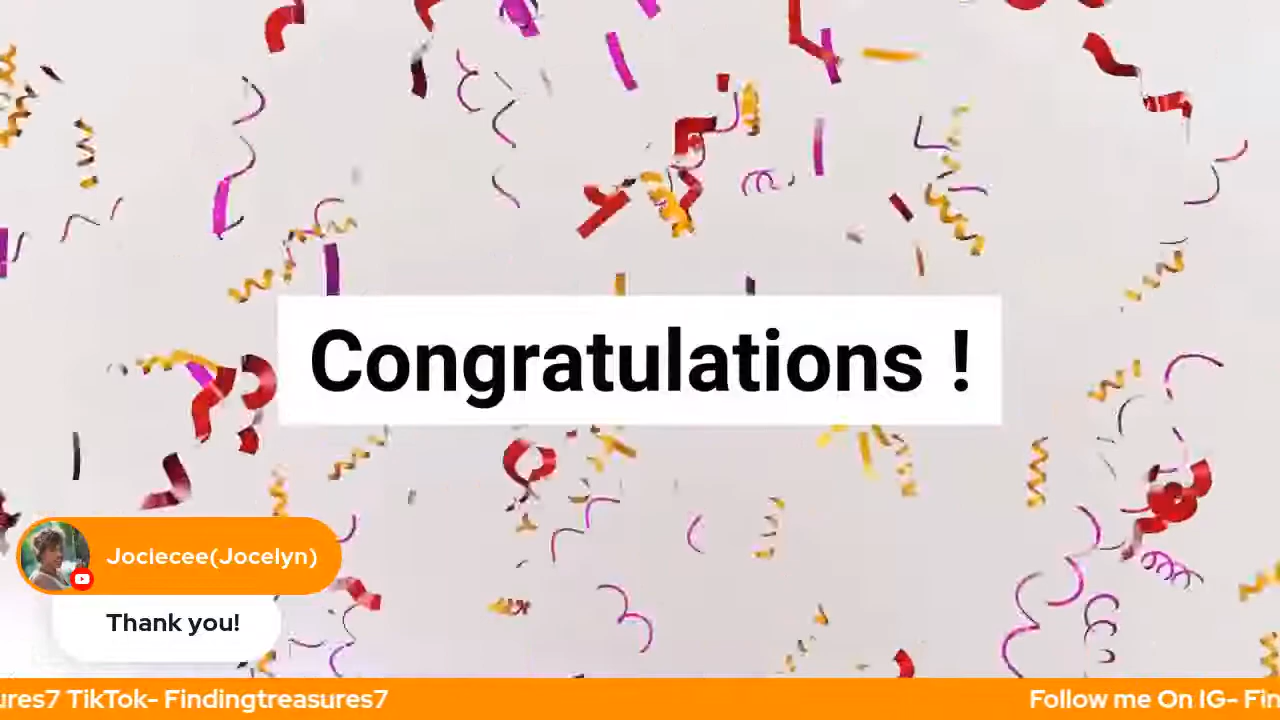 Congratulations !
Jociecee(Jocelyn)
Thank you!
ures7 TikTok- Findingtreasures7
Follow me On IG- Fin